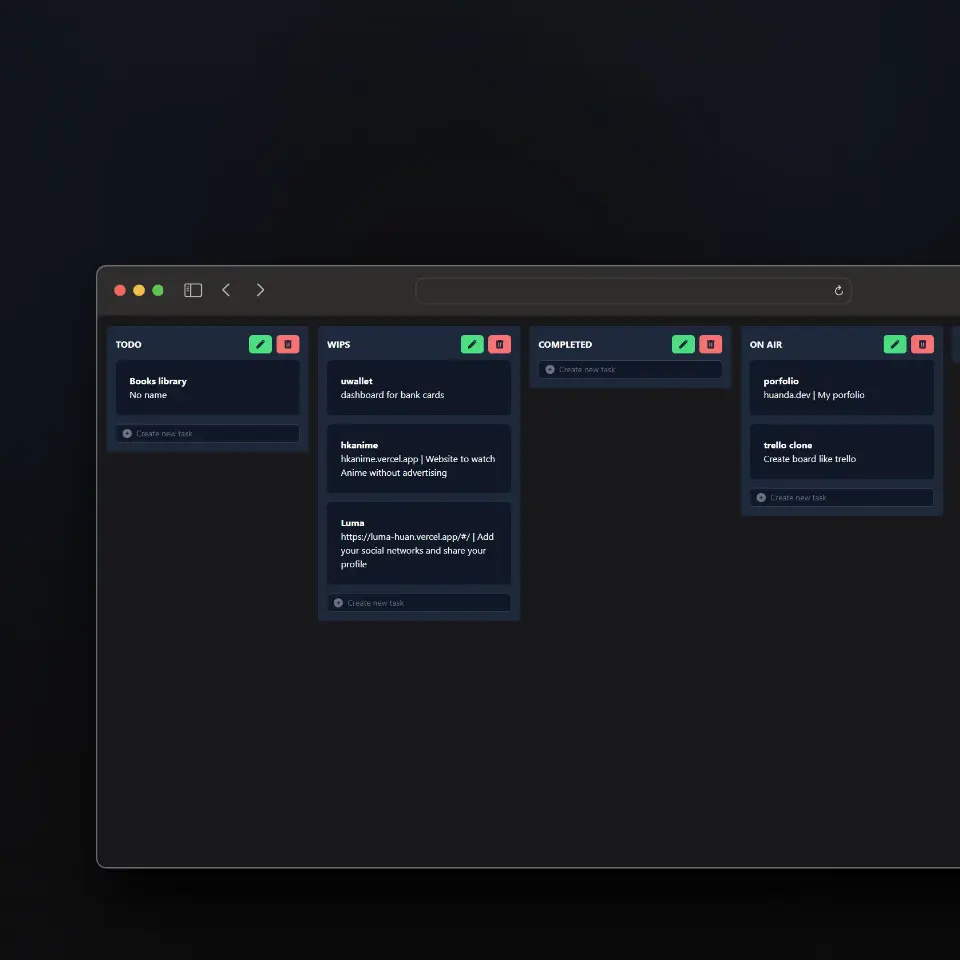 TODO
Books library
No name
Create new task
WIPS
uwallet
dashboard for bank cards
hkanime
hkanime.vercel.app | Website to watch
Anime without advertising
Luma
https://luma-huan.vercel.app/#/ | Add
your social networks and share your
profile
Create new task
COMPLETED
Create new task
ON AIR
porfolio
huanda.dev | My porfolio
trello clone
Create board like trello
Create new task